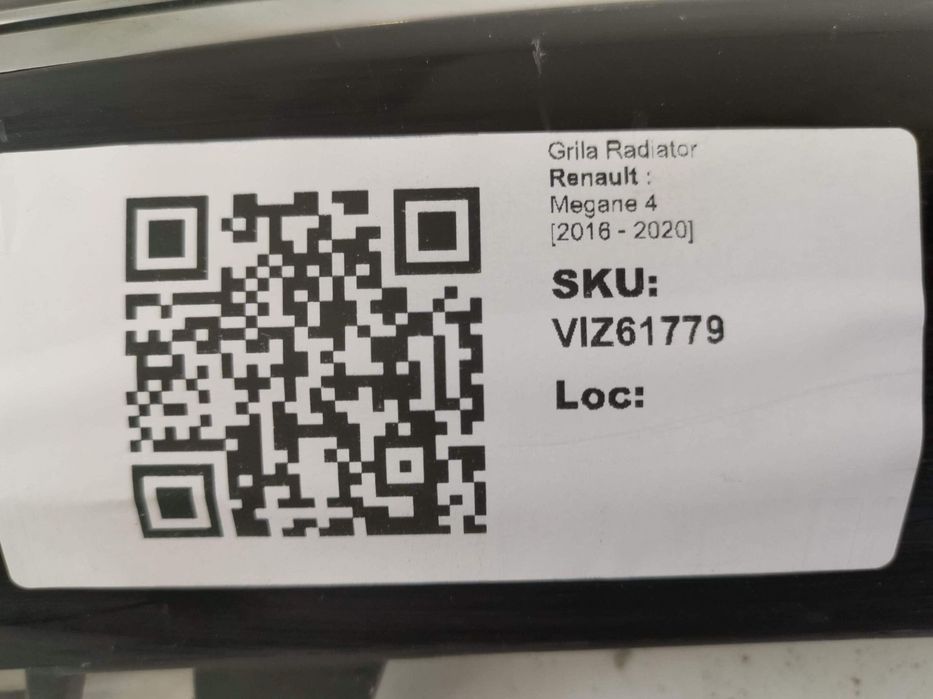 Grila Radiator
Renault :
Megane 4
[2016 - 2020]
SKU:
VIZ61779
Loc: